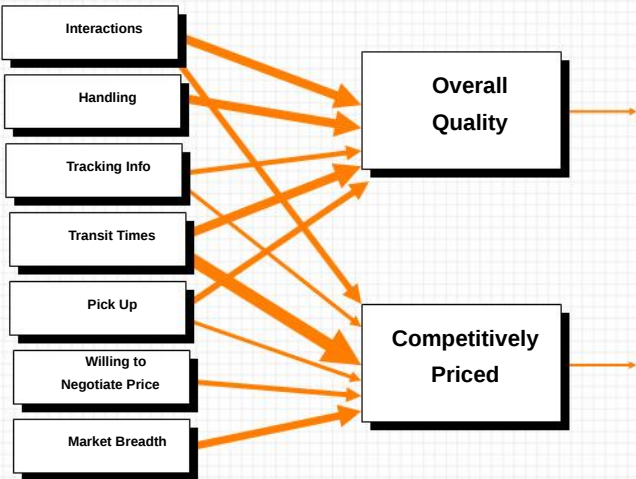 Interactions
Handling
Tracking Info
Transit Times
Pick Up
Willing to
Negotiate Price
Market Breadth
Overall
Quality
Competitively
Priced